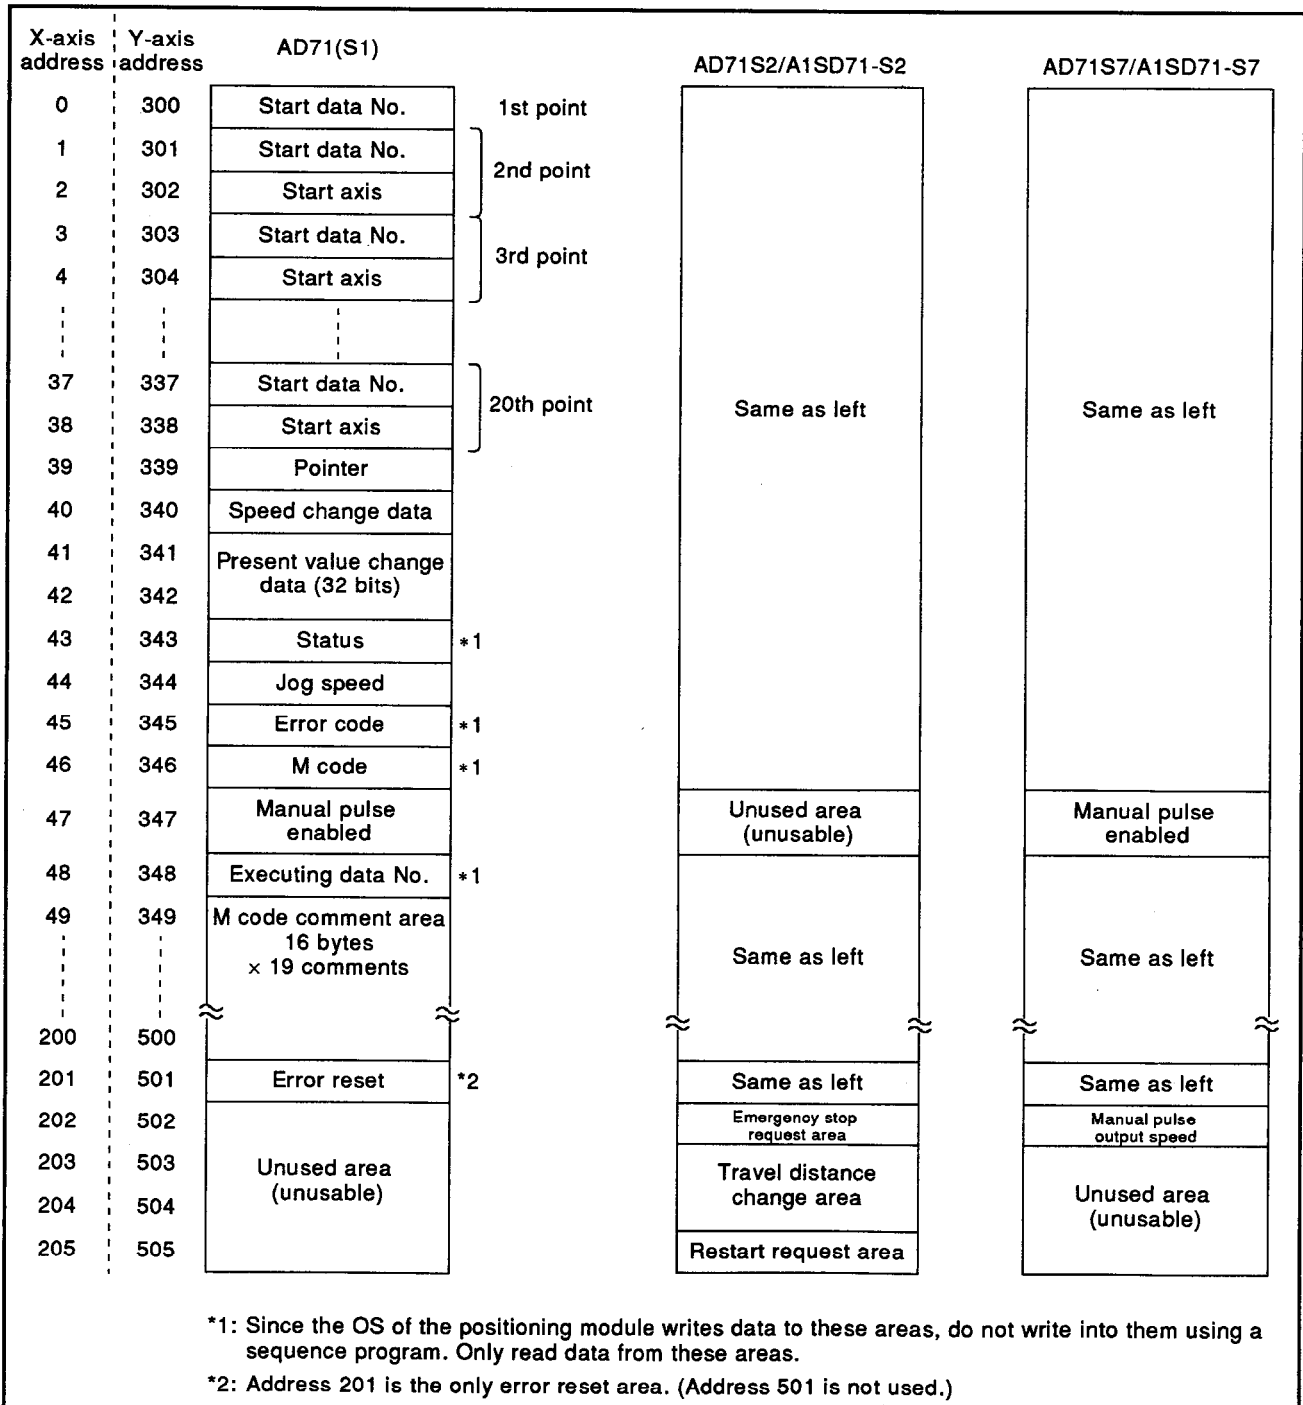 X-axis address Y-axis address AD71(S1) AD71S2/A1SD71-S2 AD71S7/A1SD71-S7
0 300 Start data No. 1st point
1 301 Start data No.
2nd point
2 302 Start axis
3 303 Start data No.
3rd point
4 304 Start axis
37 337 Start data No.
20th point
Same as left Same as left
38 338 Start axis
39 339 Pointer
40 340 Speed change data
41 341 Present value change
42 342 data (32 bits)
43 343 Status *1
44 344 Jog speed
45 345 Error code *1
46 346 M code *1
47 347 Manual pulse enabled Unused area (unusable) Manual pulse enabled
48 348 Executing data No. *1
49 349 M code comment area
16 bytes
× 19 comments Same as left Same as left
200 500
201 501 Error reset *2 Same as left Same as left
202 502 Emergency stop request area Manual pulse output speed
203 503 Unused area (unusable) Travel distance change area Unused area (unusable)
204 504
205 505 Restart request area
*1: Since the OS of the positioning module writes data to these areas, do not write into them using a
sequence program. Only read data from these areas.
*2: Address 201 is the only error reset area. (Address 501 is not used.)